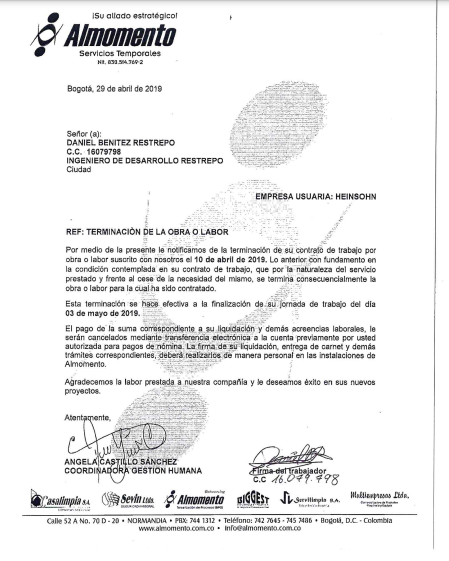 ¡Su aliado estratégico!
Almomento
Servicios Temporales
Nit. 830.514.769-2
Bogotá, 29 de abril de 2019
Señor (a):
DANIEL BENITEZ RESTREPO
C.C. 16079798
INGENIERO DE DESARROLLO RESTREPO
Ciudad
EMPRESA USUARIA: HEINSOHN
REF: TERMINACIÓN DE LA OBRA O LABOR
Por medio de la presente le notificamos de la terminación de su contrato de trabajo por
obra o labor suscrito con nosotros el 10 de abril de 2019. Lo anterior con fundamento en
la condición contemplada en su contrato de trabajo, que por la naturaleza del servicio
prestado y frente al cese de la necesidad del mismo, se termina consecuencialmente la
obra o labor para la cual ha sido contratado.
Esta terminación se hace efectiva a la finalización de su jornada de trabajo del día
03 de mayo de 2019.
El pago de la suma correspondiente a su liquidación y demás acreencias laborales, le
serán cancelados mediante transferencia electrónica a la cuenta previamente por usted
autorizada para pagos de nómina. La firma de su liquidación, entrega de carnet y demás
trámites correspondientes, deberá realizarlos de manera personal en las instalaciones de
Almomento.
Agradecemos la labor prestada a nuestra compañía y le deseamos éxito en sus nuevos
proyectos.
Atentamente,
ANGELA CASTILLO SÁNCHEZ
COORDINADORA GESTIÓN HUMANA
Firma del trabajador
C.C 16.079.798
Casalimpia S.A. Sevin Ltda. Almomento BIGGEST Servilimpia S.A. Multiempresos Ltda.
Calle 52 A No. 70 D - 20 • NORMANDIA • PBX: 744 1312 • Teléfono: 742 7645 - 745 7486 • Bogotá, D.C. - Colombia
www.almomento.com.co • info@almomento.com.co